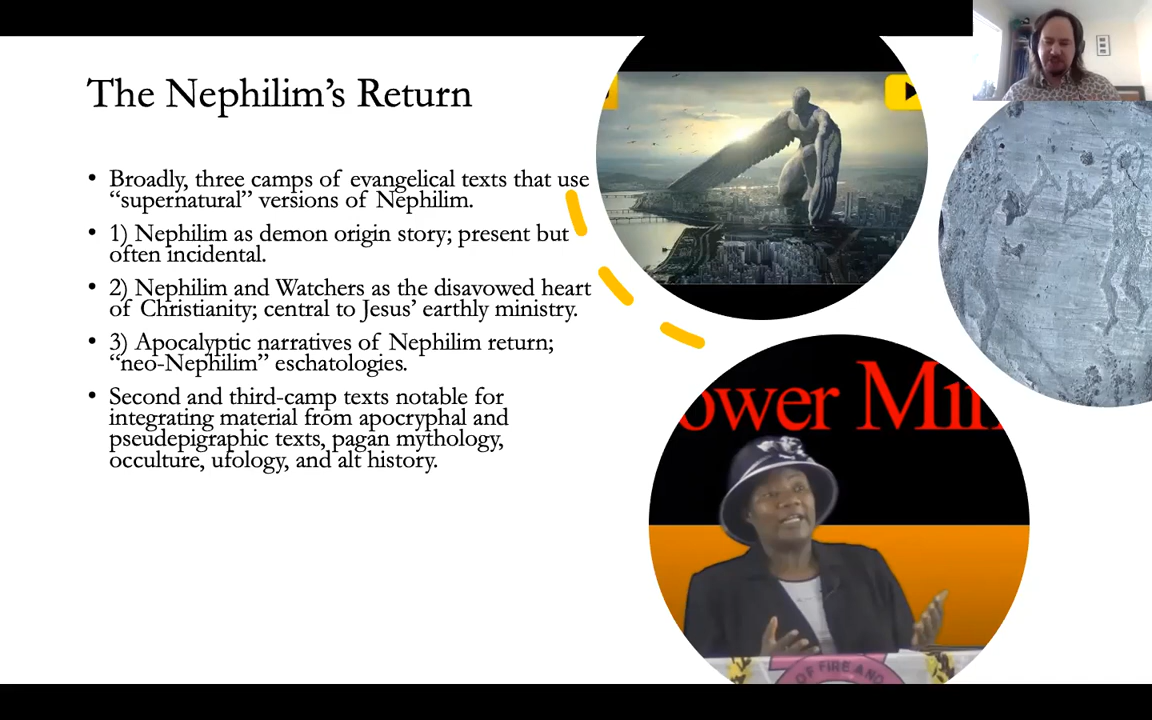 The Nephilim's Return
• Broadly, three camps of evangelical texts that use
“supernatural” versions of Nephilim.
• 1) Nephilim as demon origin story; present but
often incidental.
• 2) Nephilim and Watchers as the disavowed heart
of Christianity; central to Jesus’ earthly ministry.
• 3) Apocalyptic narratives of Nephilim return;
“neo-Nephilim” eschatologies.
• Second and third-camp texts notable for
integrating material from apocryphal and
pseudepigraphic texts, pagan mythology,
occulture, ufology, and alt history.
ower Min
OF FIRE AND